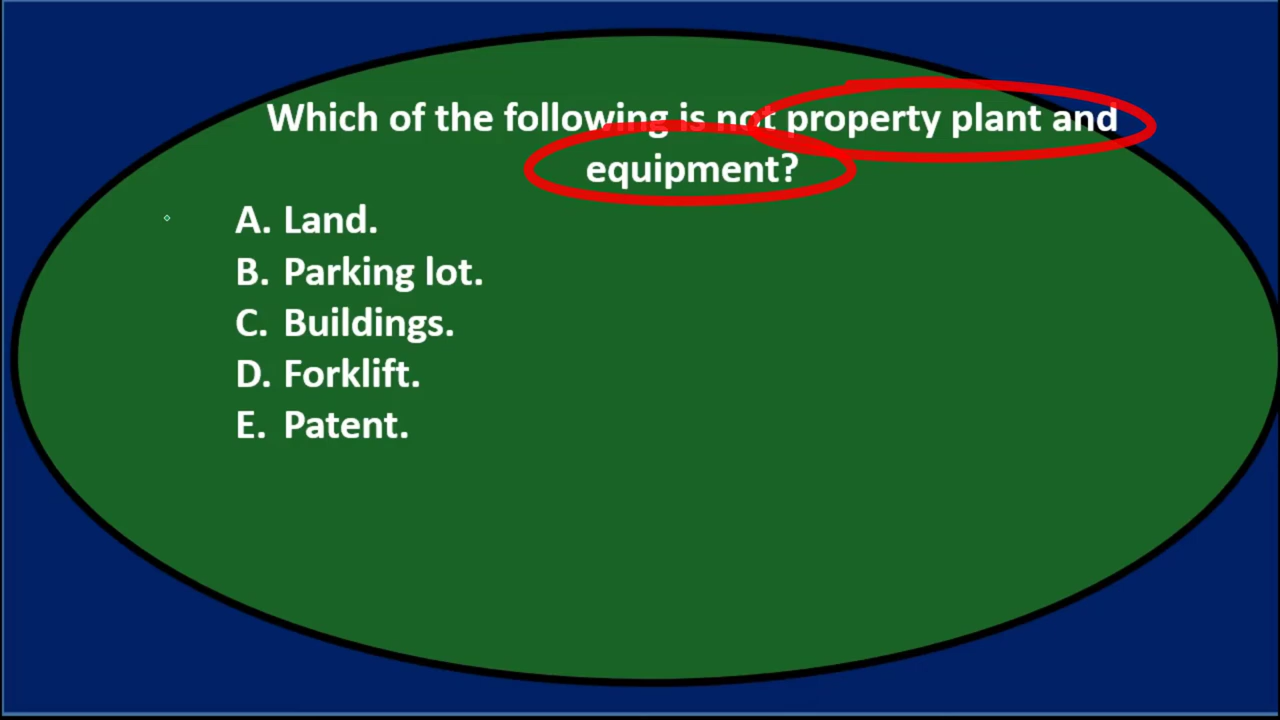 Which of the following is not property plant and
equipment?
A. Land.
B. Parking lot.
C. Buildings.
D. Forklift.
E. Patent.